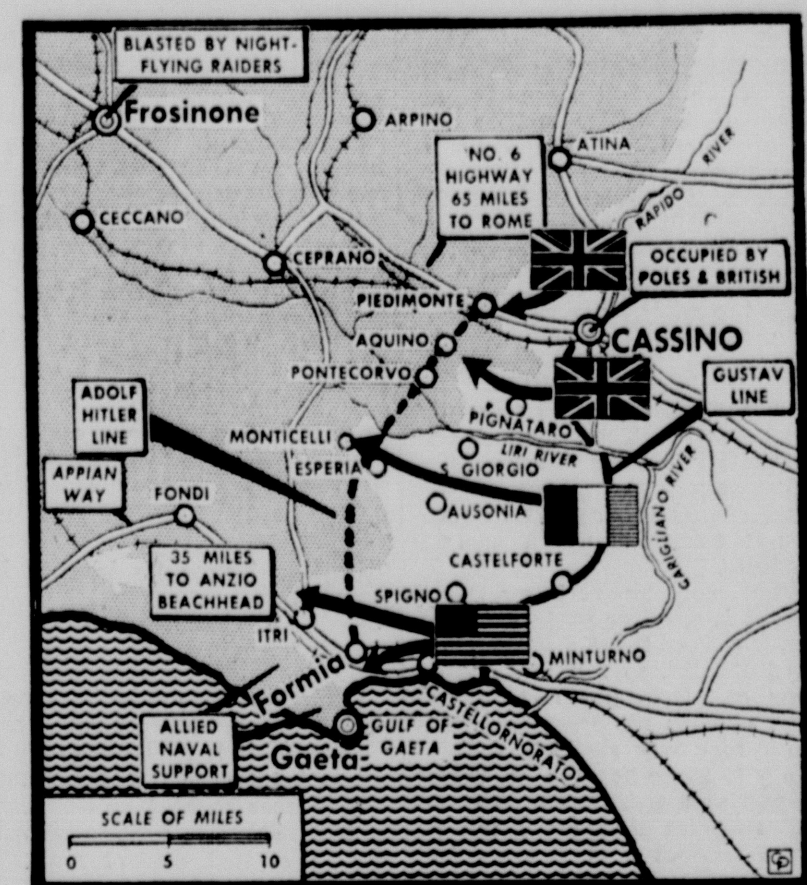 BLASTED BY NIGHT-
FLYING RAIDERS
Frosinone
ARPINO
ATINA
NO. 6
HIGHWAY
65 MILES
TO ROME
RAPIDO
RIVER
CECCANO
CEPRANO
OCCUPIED BY
POLES & BRITISH
PIEDIMONTE
CASSINO
AQUINO
PONTECORVO
ADOLF
HITLER
LINE
GUSTAV
LINE
PIGNATARO
MONTICELLI
LIRI RIVER
ESPERIA
S. GIORGIO
APPIAN
WAY
FONDI
AUSONIA
GARIGLIANO RIVER
35 MILES
TO ANZIO
BEACHHEAD
CASTELFORTE
SPIGNO
ITRI
MINTURNO
Formia
CASTELLORNORATO
ALLIED
NAVAL
SUPPORT
Gaeta
GULF OF
GAETA
SCALE OF MILES
0 5 10
CP